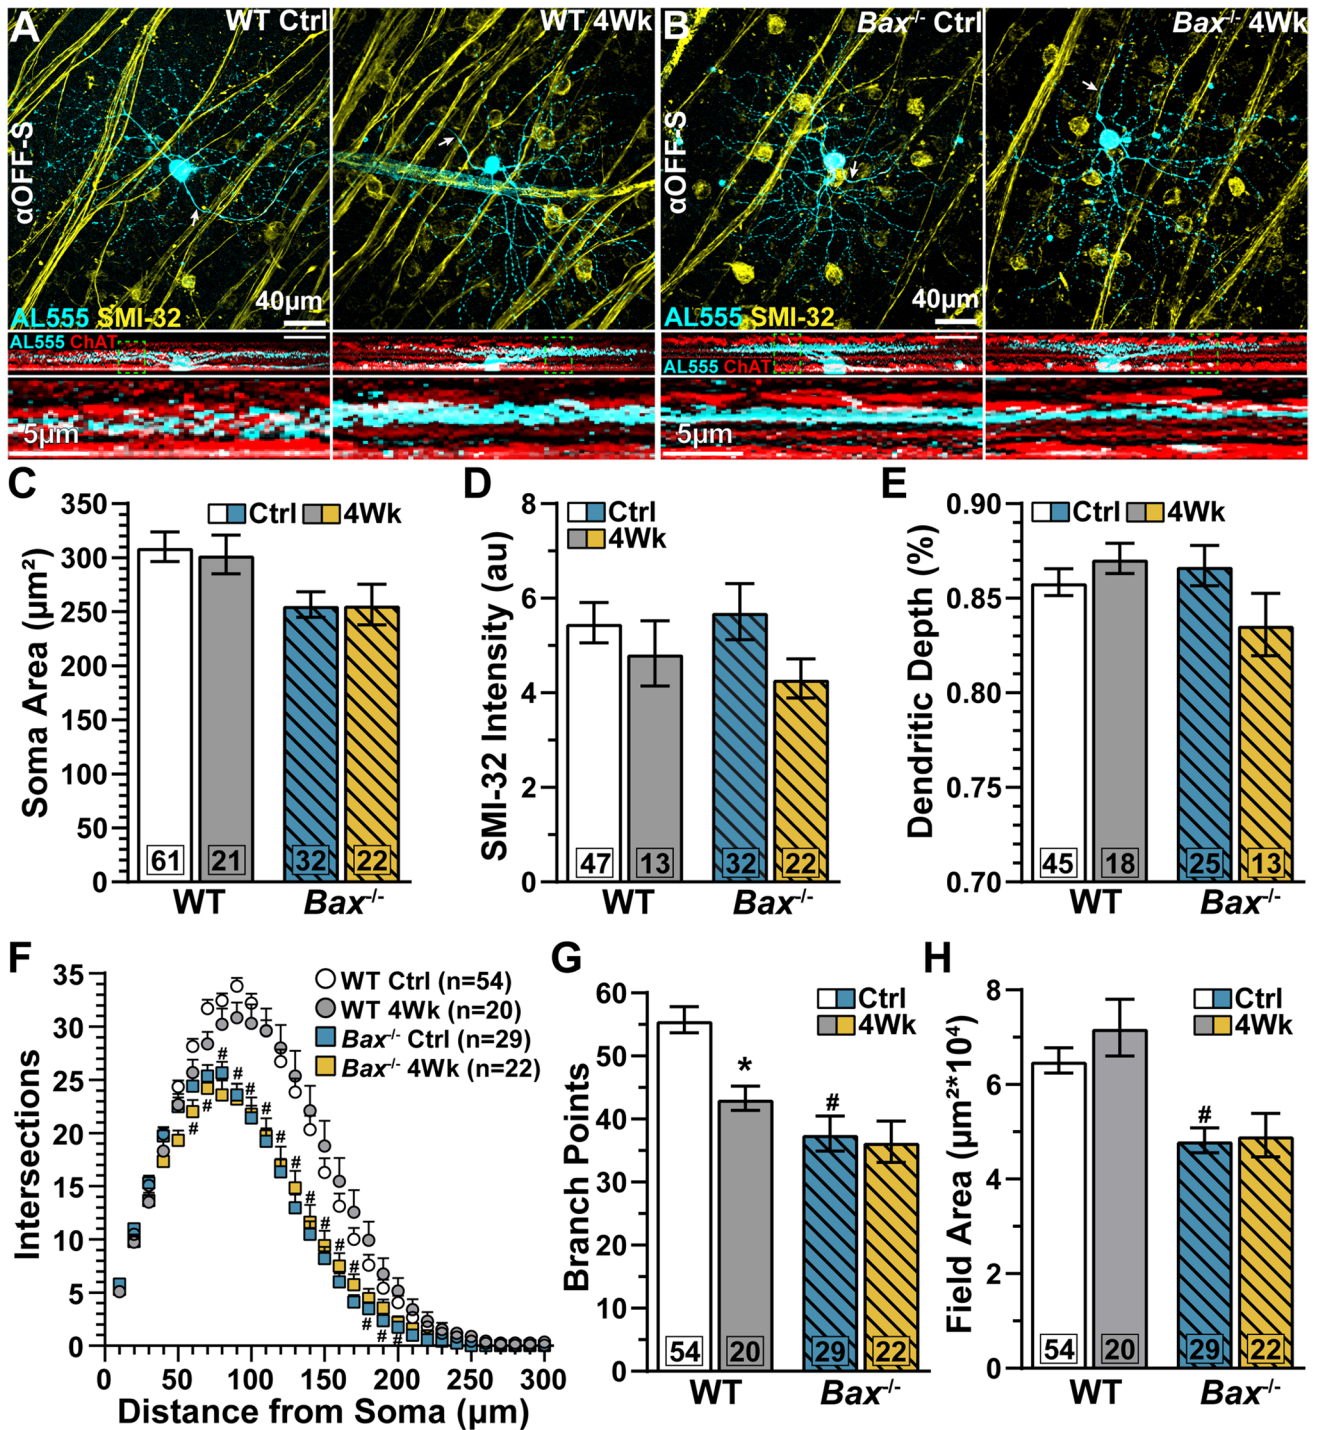 A WT Ctrl WT 4Wk B Bax-/- Ctrl Bax-/- 4Wk
αOFF-S αOFF-S
40µm 40µm
AL555 SMI-32 AL555 SMI-32
AL555 ChAT AL555 ChAT
5µm 5µm
C
Soma Area (µm²)
350
300
250
200
150
100
50
0
Ctrl 4Wk
61 21 32 22
WT Bax-/-
D
SMI-32 Intensity (au)
8
6
4
2
0
Ctrl
4Wk
47 13 32 22
WT Bax-/-
E
Dendritic Depth (%)
0.90
0.85
0.80
0.75
0.70
Ctrl 4Wk
45 18 25 13
WT Bax-/-
F
Intersections
35
30
25
20
15
10
5
0
WT Ctrl (n=54)
WT 4Wk (n=20)
Bax-/- Ctrl (n=29)
Bax-/- 4Wk (n=22)
# # # # # # # # # # # # # # #
0 50 100 150 200 250 300
Distance from Soma (µm)
G
Branch Points
60
50
40
30
20
10
0
Ctrl
4Wk
* #
54 20 29 22
WT Bax-/-
H
Field Area (µm²*10⁴)
8
6
4
2
0
Ctrl
4Wk
#
54 20 29 22
WT Bax-/-